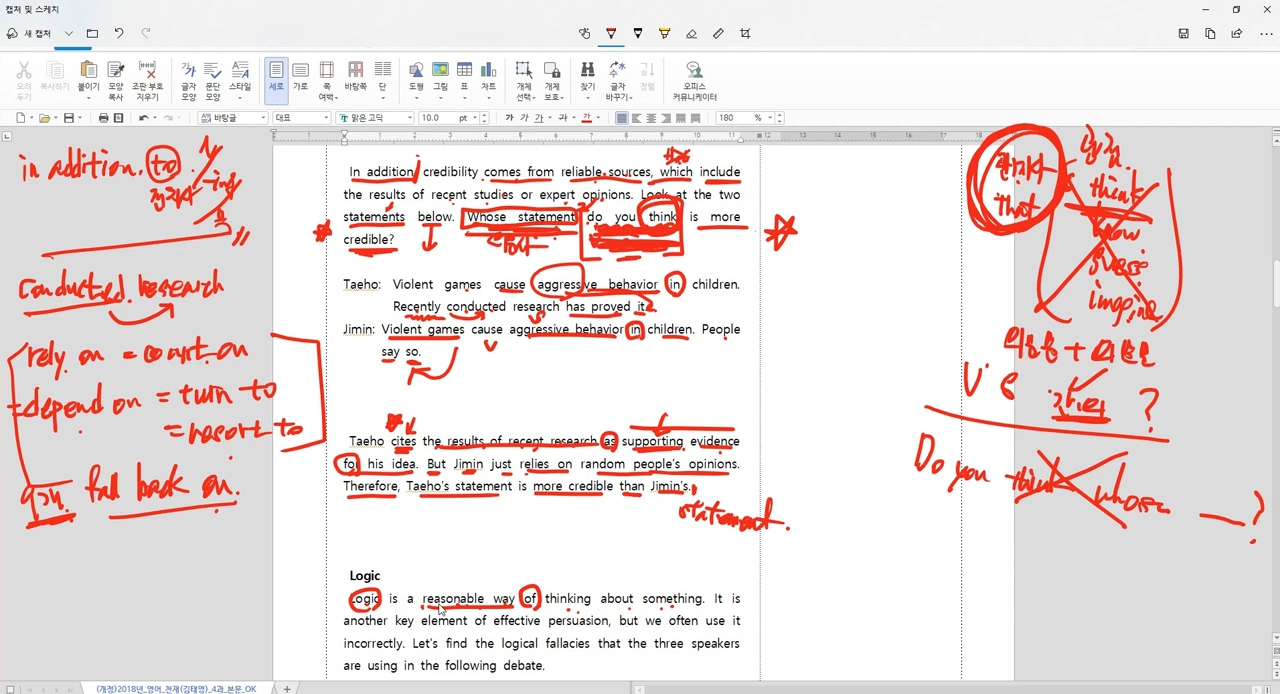 캡처 및 스케치
새 캡처
오려 두기
복사하기
붙이기
모양 복사
조판 부호 지우기
글자 모양
문단 모양
스타일
세로
가로
쪽 여백
바탕쪽
단
도형
그림
표
차트
개체 선택
개체 보호
찾기
글자 바꾸기
정렬
오피스 커뮤니케이터
바탕글
대표
맑은 고딕
10.0 pt
180 %
in addition. to
전치사
ing
In addition credibility comes from reliable sources, which include
the results of recent studies or expert opinions. Look at the two
statements below. Whose statement do you think is more
credible?
Taeho: Violent games cause aggressive behavior in children.
Recently conducted research has proved it.
Jimin: Violent games cause aggressive behavior in children. People
say so.
Taeho cites the results of recent research as supporting evidence
for his idea. But Jimin just relies on random people's opinions.
Therefore, Taeho's statement is more credible than Jimin's.
statement.
Logic
Logic is a reasonable way of thinking about something. It is
another key element of effective persuasion, but we often use it
incorrectly. Let's find the logical fallacies that the three speakers
are using in the following debate.
conducted research
rely on = count on
depend on = turn to
= resort to
fall back on.
that
think
know
guess
imagine
의문문 +
V S
?
Do you think whose ?
(개정)2018년_영어_천재(김태영)_4과_본문_OK